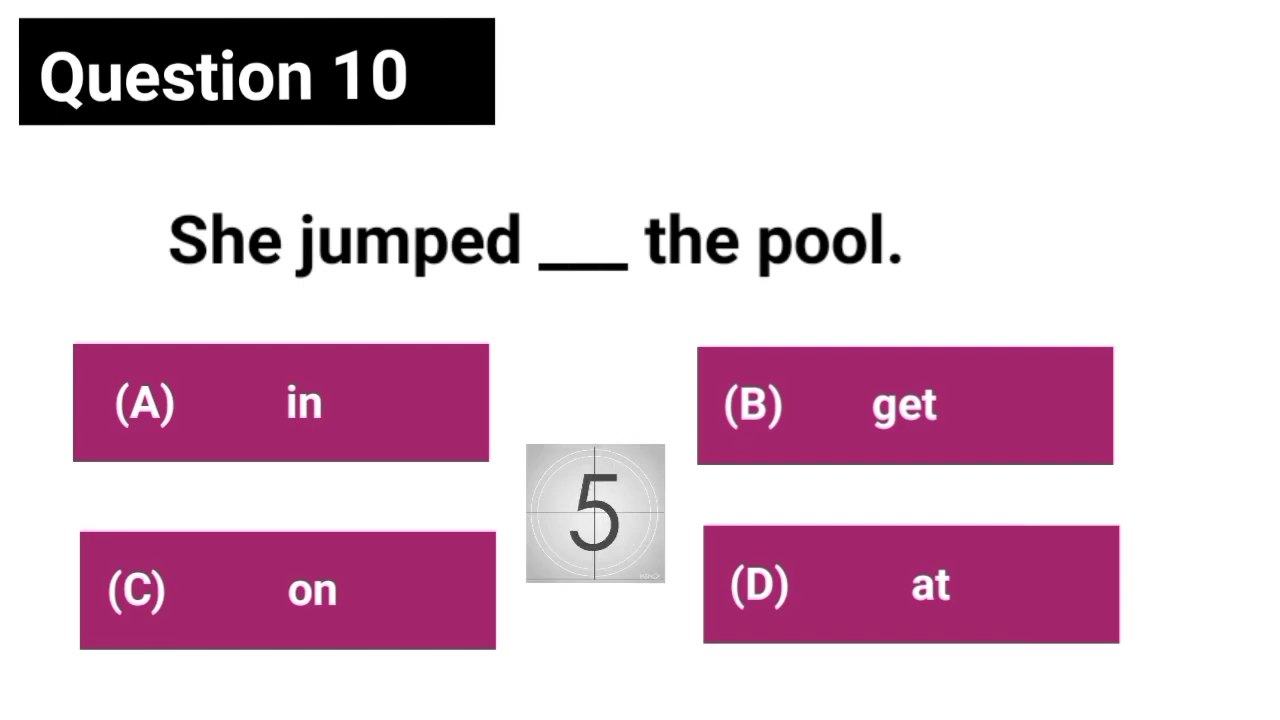 Question 10
She jumped ___ the pool.
(A) in
(B) get
5
(C) on
(D) at